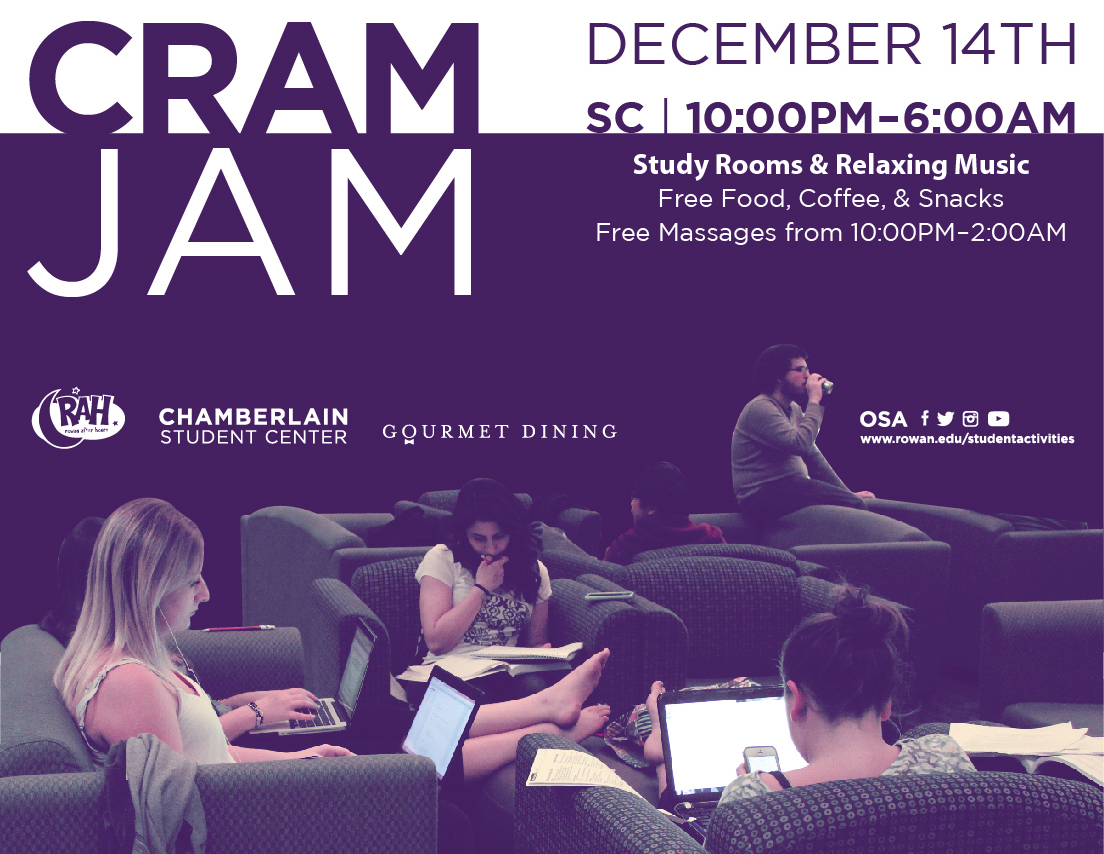 CRAM
JAM
DECEMBER 14TH
SC | 10:00PM–6:00AM
Study Rooms & Relaxing Music
Free Food, Coffee, & Snacks
Free Massages from 10:00PM–2:00AM
RAH
rowan after hours
CHAMBERLAIN
STUDENT CENTER
GOURMET DINING
OSA
www.rowan.edu/studentactivities